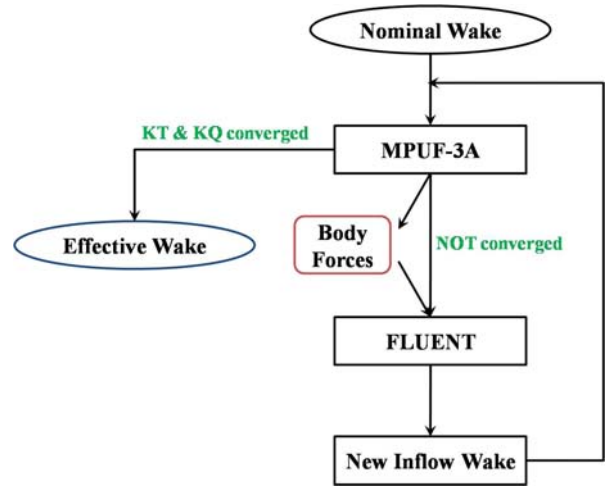 Nominal Wake
KT & KQ converged
MPUF-3A
Effective Wake
Body
Forces
NOT converged
FLUENT
New Inflow Wake